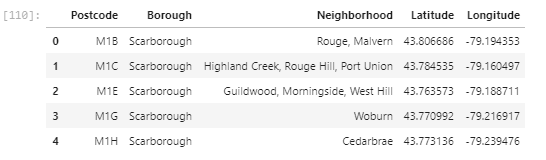 [110]: Postcode Borough Neighborhood Latitude Longitude
0 M1B Scarborough Rouge, Malvern 43.806686 -79.194353
1 M1C Scarborough Highland Creek, Rouge Hill, Port Union 43.784535 -79.160497
2 M1E Scarborough Guildwood, Morningside, West Hill 43.763573 -79.188711
3 M1G Scarborough Woburn 43.770992 -79.216917
4 M1H Scarborough Cedarbrae 43.773136 -79.239476